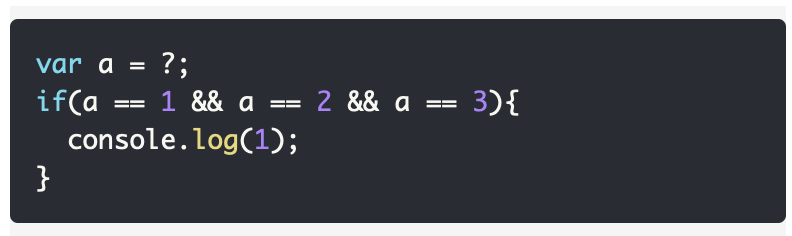 var a = ?;
if(a == 1 && a == 2 && a == 3){
  console.log(1);
}